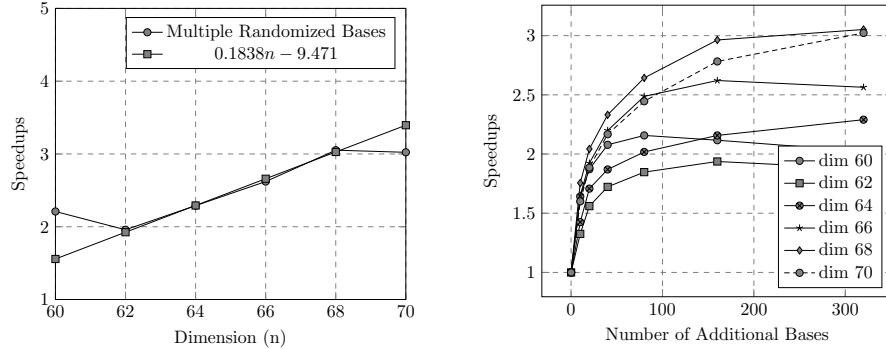 5
4
3
2
1
60
62
64
66
68
70
Speedups
Dimension (n)
Multiple Randomized Bases
0.1838n − 9.471
3
2.5
2
1.5
1
0
100
200
300
Speedups
Number of Additional Bases
dim 60
dim 62
dim 64
dim 66
dim 68
dim 70